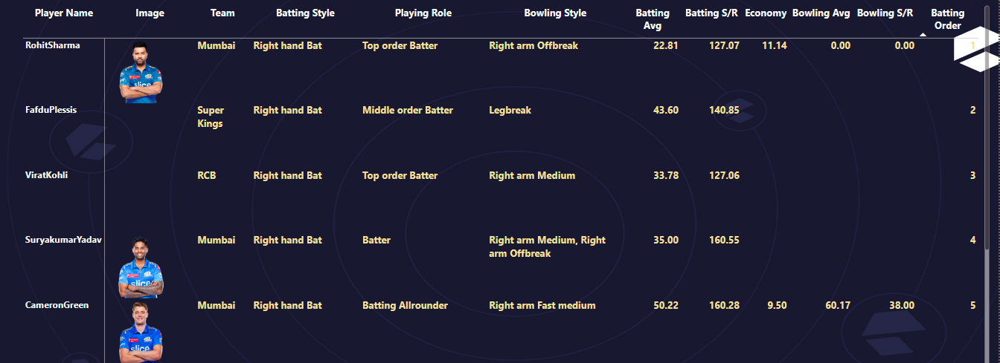 Player Name Image Team Batting Style Playing Role Bowling Style Batting Avg Batting S/R Economy Bowling Avg Bowling S/R Batting Order
RohitSharma Mumbai Right hand Bat Top order Batter Right arm Offbreak 22.81 127.07 11.14 0.00 0.00 1
slice
FafduPlessis Super Kings Right hand Bat Middle order Batter Legbreak 43.60 140.85 2
ViratKohli RCB Right hand Bat Top order Batter Right arm Medium 33.78 127.06 3
SuryakumarYadav Mumbai Right hand Bat Batter Right arm Medium, Right arm Offbreak 35.00 160.55 4
slice
CameronGreen Mumbai Right hand Bat Batting Allrounder Right arm Fast medium 50.22 160.28 9.50 60.17 38.00 5
slice